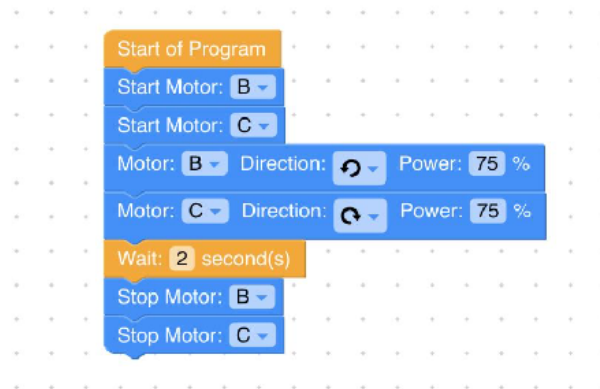 Start of Program
Start Motor: B
Start Motor: C
Motor: B Direction: Power: 75 %
Motor: C Direction: Power: 75 %
Wait: 2 second(s)
Stop Motor: B
Stop Motor: C